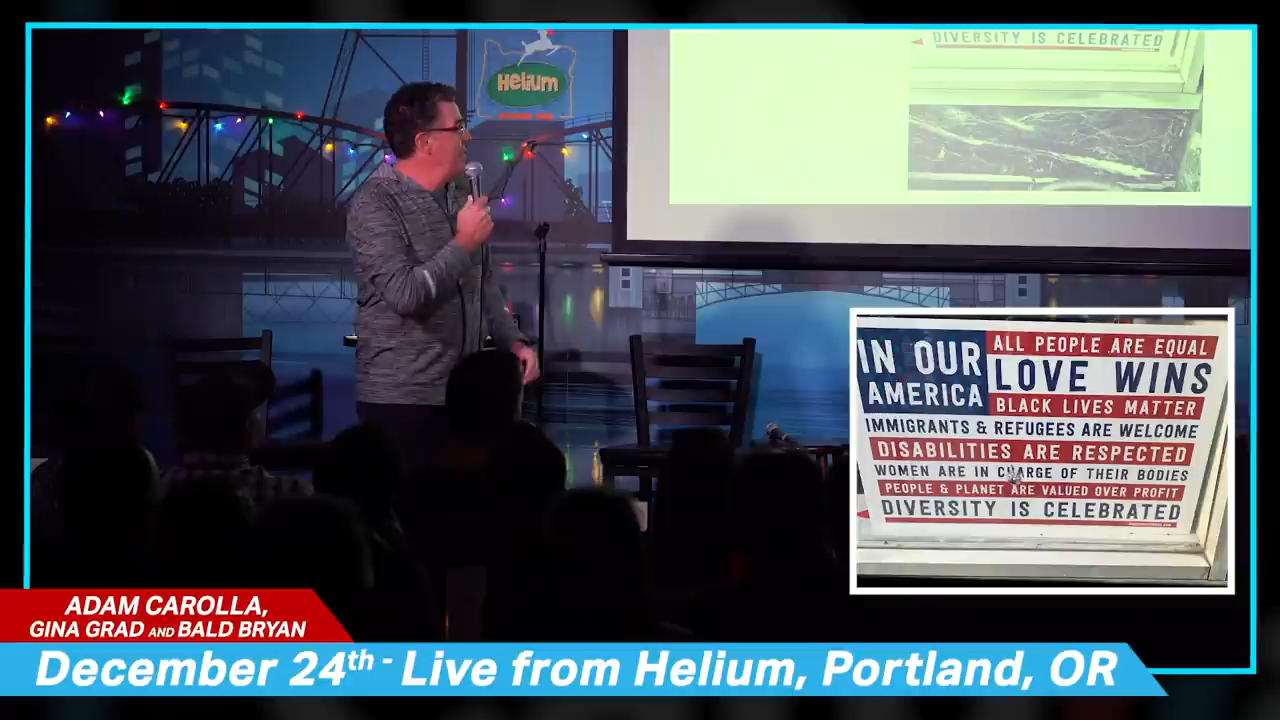 DIVERSITY IS CELEBRATED
Helium
IN OUR
AMERICA
ALL PEOPLE ARE EQUAL
LOVE WINS
BLACK LIVES MATTER
IMMIGRANTS & REFUGEES ARE WELCOME
DISABILITIES ARE RESPECTED
WOMEN ARE IN CHARGE OF THEIR BODIES
PEOPLE & PLANET ARE VALUED OVER PROFIT
DIVERSITY IS CELEBRATED
ADAM CAROLLA,
GINA GRAD AND BALD BRYAN
December 24th - Live from Helium, Portland, OR